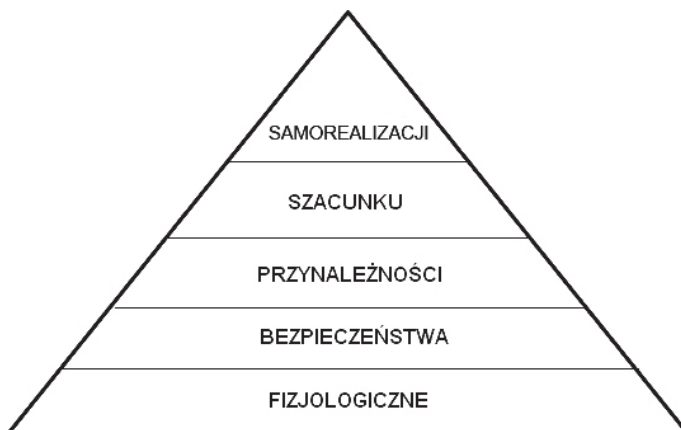 SAMOREALIZACJI
SZACUNKU
PRZYNALEŻNOŚCI
BEZPIECZEŃSTWA
FIZJOLOGICZNE